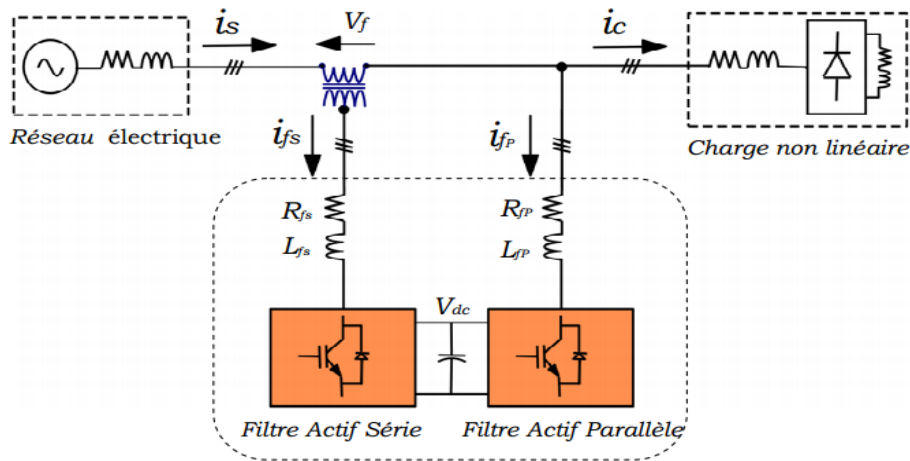 is
Vf
ic
Réseau électrique
ifs
ifP
Charge non linéaire
Rfs
RfP
Lfs
LfP
Vdc
Filtre Actif Série
Filtre Actif Parallèle